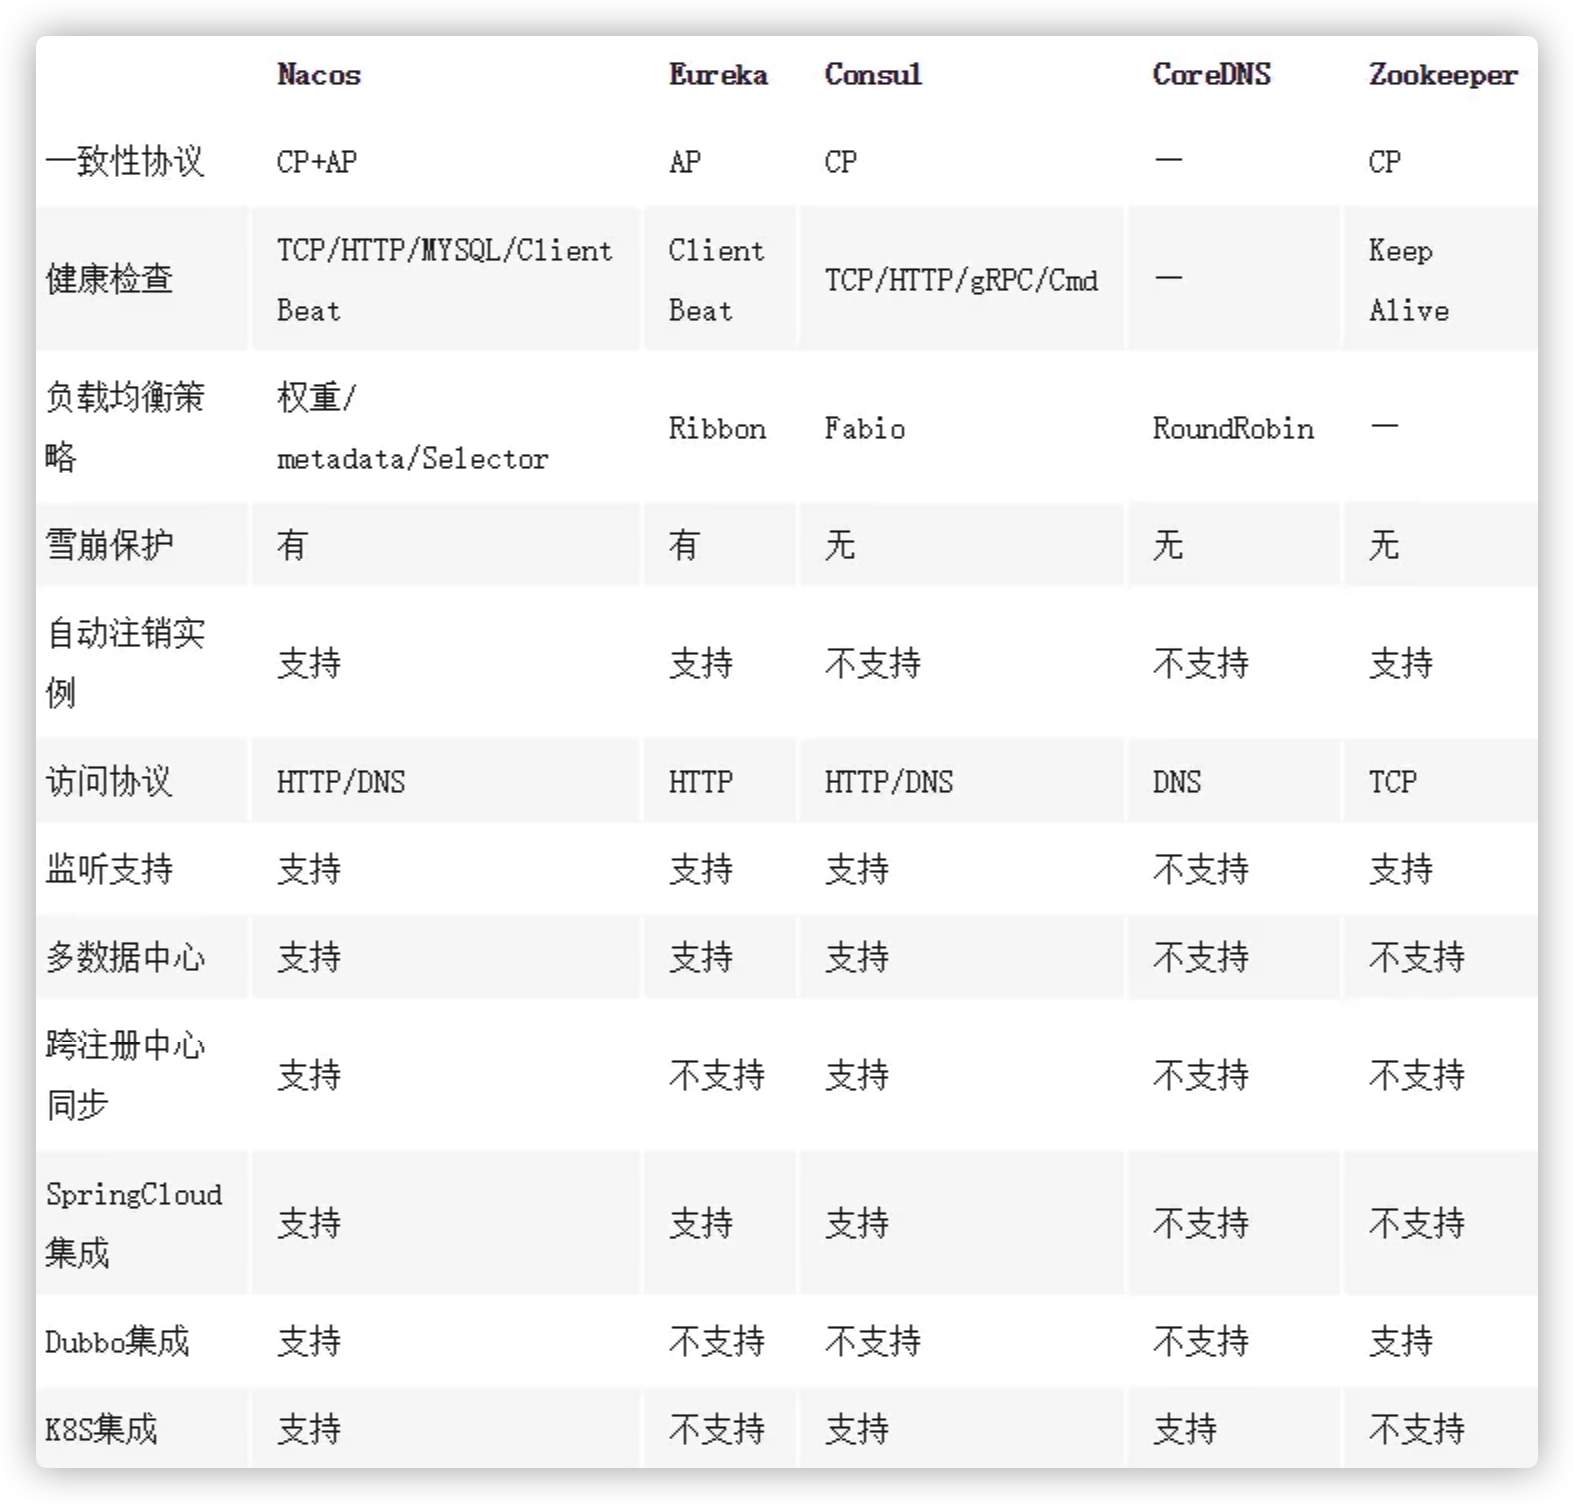 Nacos Eureka Consul CoreDNS Zookeeper
一致性协议 CP+AP AP CP — CP
健康检查 TCP/HTTP/MYSQL/Client Beat Client Beat TCP/HTTP/gRPC/Cmd — Keep Alive
负载均衡策略 权重/metadata/Selector Ribbon Fabio RoundRobin —
雪崩保护 有 有 无 无 无
自动注销实例 支持 支持 不支持 不支持 支持
访问协议 HTTP/DNS HTTP HTTP/DNS DNS TCP
监听支持 支持 支持 支持 不支持 支持
多数据中心 支持 支持 支持 不支持 不支持
跨注册中心同步 支持 不支持 支持 不支持 不支持
SpringCloud集成 支持 支持 支持 不支持 不支持
Dubbo集成 支持 不支持 不支持 不支持 支持
K8S集成 支持 不支持 支持 支持 不支持